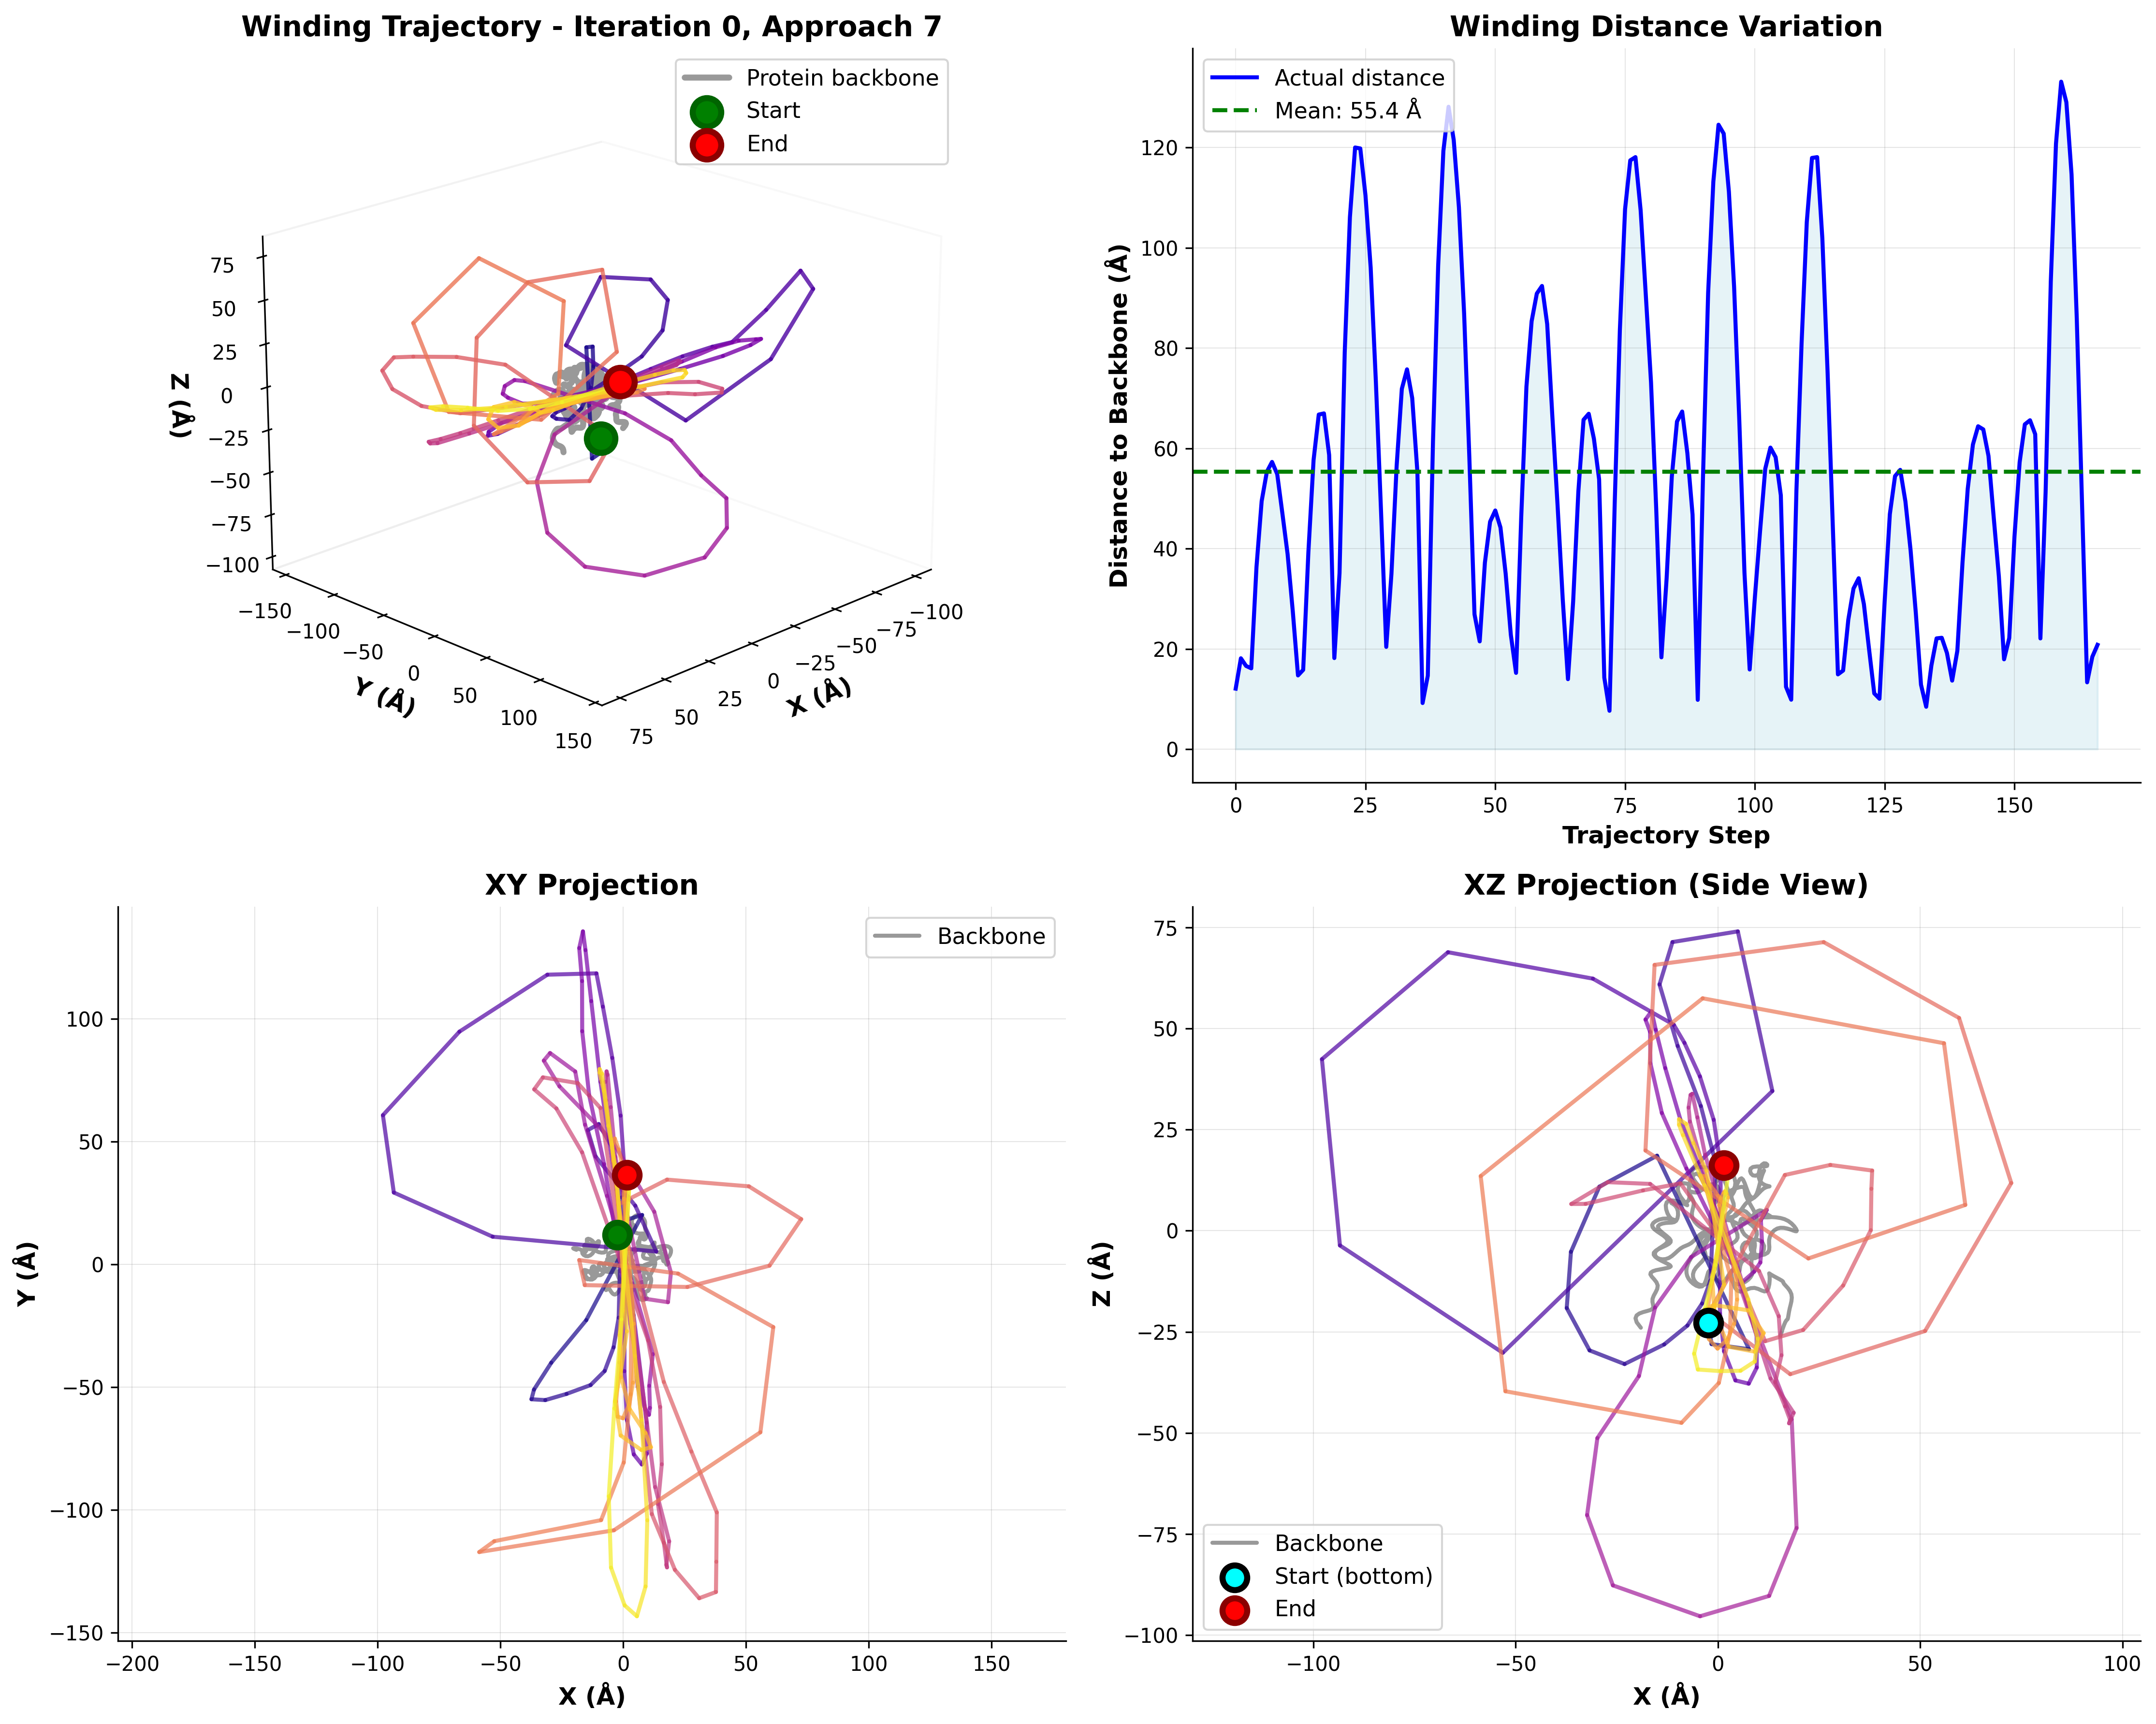 Winding Trajectory - Iteration 0, Approach 7
Protein backbone
Start
End
75
50
25
0
−25
−50
−75
−100
Z (Å)
−150
−100
−50
0
50
100
150
Y (Å)
75
50
25
0
−25
−50
−75
−100
X (Å)
Winding Distance Variation
Actual distance
Mean: 55.4 Å
120
100
80
60
40
20
0
Distance to Backbone (Å)
0 25 50 75 100 125 150
Trajectory Step
XY Projection
Backbone
100
50
0
−50
−100
−150
Y (Å)
−200 −150 −100 −50 0 50 100 150
X (Å)
XZ Projection (Side View)
75
50
25
0
−25
−50
−75
−100
Z (Å)
Backbone
Start (bottom)
End
−100 −50 0 50 100
X (Å)